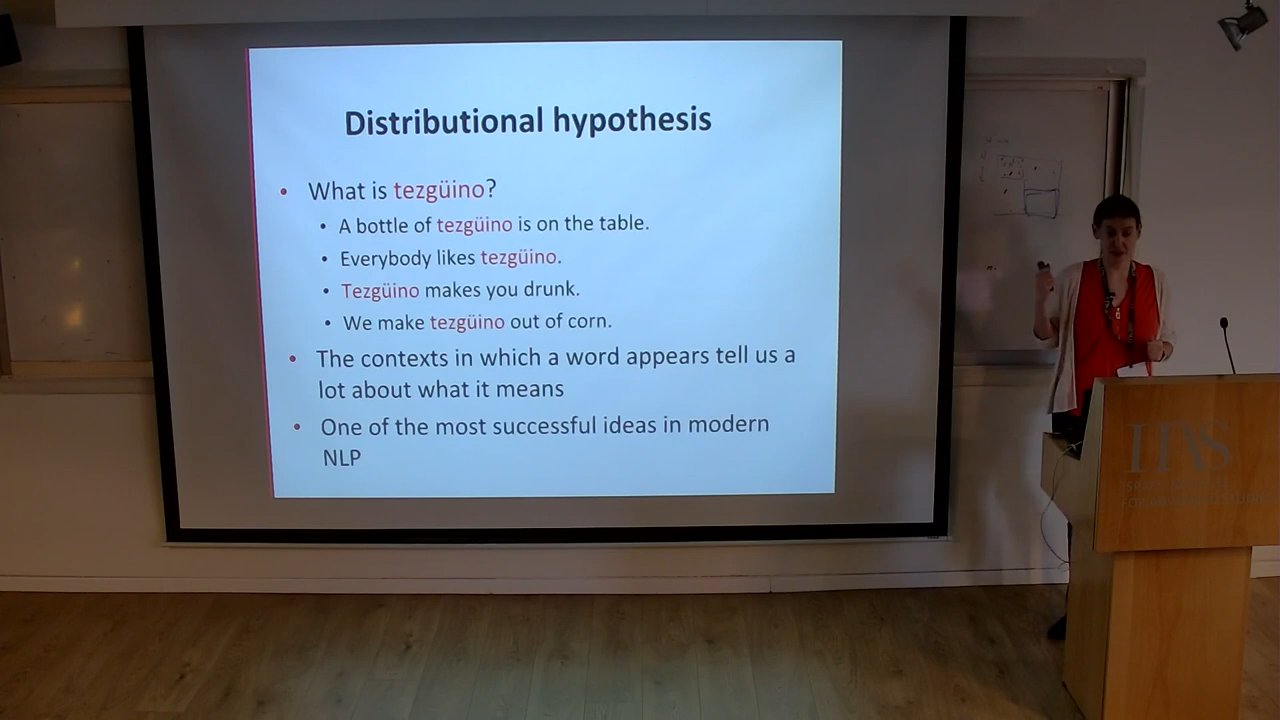 Distributional hypothesis
• What is tezgüino?
• A bottle of tezgüino is on the table.
• Everybody likes tezgüino.
• Tezgüino makes you drunk.
• We make tezgüino out of corn.
• The contexts in which a word appears tell us a
lot about what it means
• One of the most successful ideas in modern
NLP
IIAS